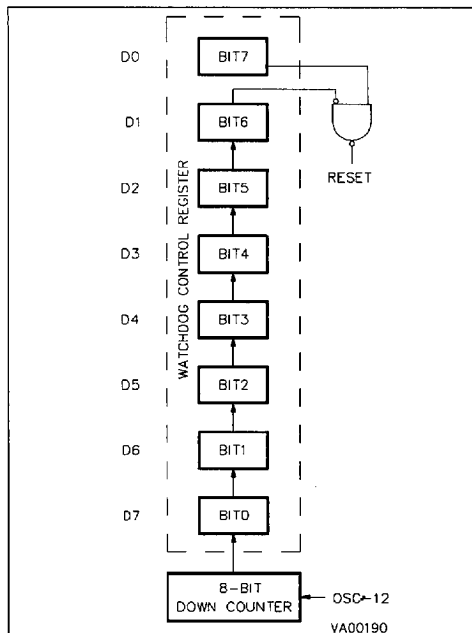 D0 BIT7
D1 BIT6
RESET
D2 BIT5
D3 BIT4
D4 BIT3
D5 BIT2
D6 BIT1
D7 BIT0
WATCHDOG CONTROL REGISTER
8-BIT
DOWN COUNTER
OSC÷12
VA00190